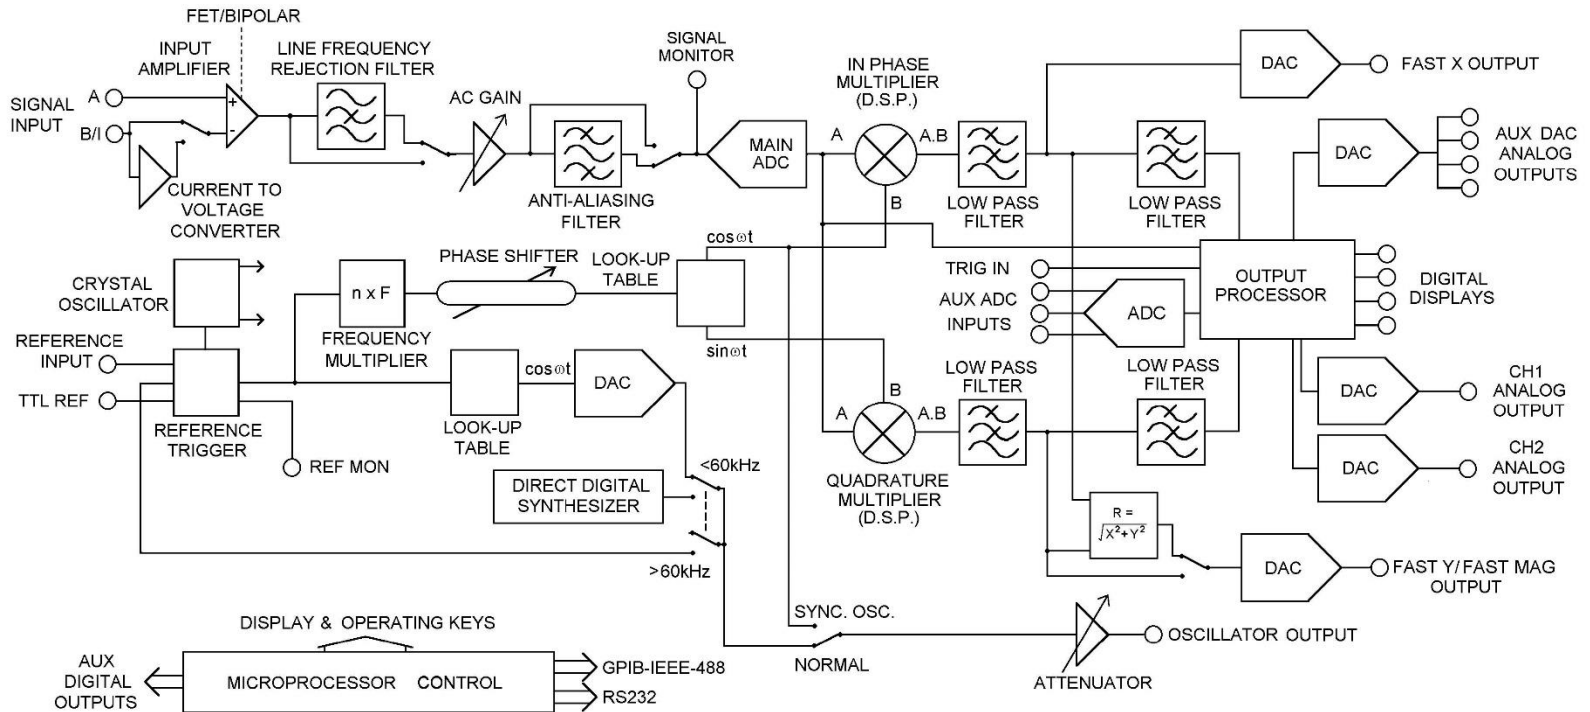 FET/BIPOLAR
INPUT
AMPLIFIER
LINE FREQUENCY
REJECTION FILTER
SIGNAL
MONITOR
AC GAIN
IN PHASE
MULTIPLIER
(D.S.P.)
DAC
FAST X OUTPUT
A
SIGNAL
INPUT
B/I
+
-
MAIN
ADC
A
A.B
B
DAC
AUX DAC
ANALOG
OUTPUTS
CURRENT TO
VOLTAGE
CONVERTER
ANTI-ALIASING
FILTER
LOW PASS
FILTER
LOW PASS
FILTER
cosωt
PHASE SHIFTER
LOOK-UP
TABLE
CRYSTAL
OSCILLATOR
n x F
FREQUENCY
MULTIPLIER
TRIG IN
AUX ADC
INPUTS
ADC
OUTPUT
PROCESSOR
DIGITAL
DISPLAYS
REFERENCE
INPUT
TTL REF
REFERENCE
TRIGGER
REF MON
sinωt
cosωt
DAC
LOOK-UP
TABLE
LOW PASS
FILTER
LOW PASS
FILTER
B
A
A.B
QUADRATURE
MULTIPLIER
(D.S.P.)
DAC
CH1
ANALOG
OUTPUT
DAC
CH2
ANALOG
OUTPUT
<60kHz
DIRECT DIGITAL
SYNTHESIZER
>60kHz
R =
√X²+Y²
DAC
FAST Y/FAST MAG
OUTPUT
SYNC. OSC.
NORMAL
ATTENUATOR
OSCILLATOR OUTPUT
DISPLAY & OPERATING KEYS
AUX
DIGITAL
OUTPUTS
MICROPROCESSOR CONTROL
GPIB-IEEE-488
RS232